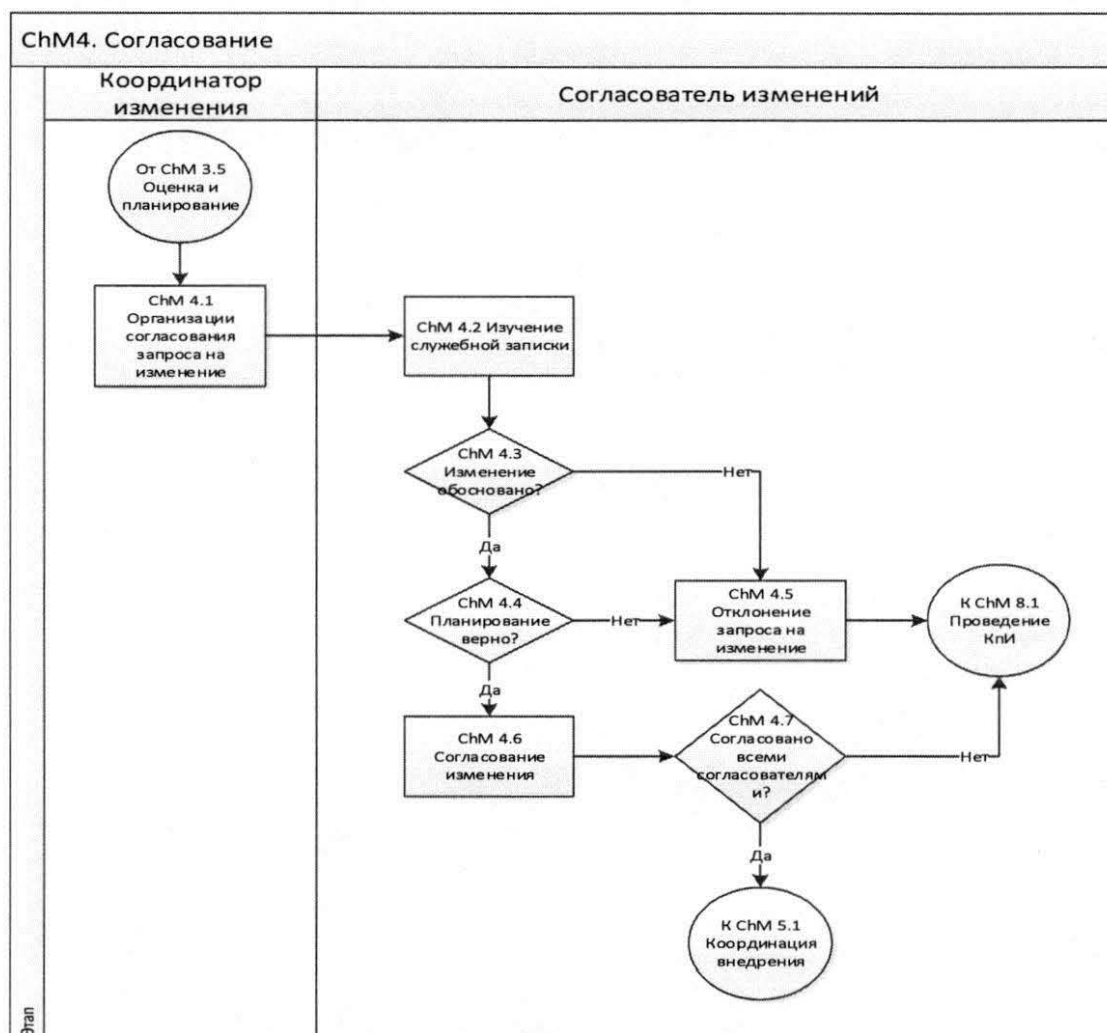 ChM4. Согласование
Координатор
изменения
Согласователь изменений
От ChM 3.5
Оценка и
планирование
ChM 4.1
Организации
согласования
запроса на
изменение
ChM 4.2 Изучение
служебной записки
ChM 4.3
Изменение
обосновано?
Нет
Да
ChM 4.4
Планирование
верно?
Нет
ChM 4.5
Отклонение
запроса на
изменение
К ChM 8.1
Проведение
КпИ
Да
ChM 4.6
Согласование
изменения
ChM 4.7
Согласовано
всеми
согласователям
и?
Нет
Да
К ChM 5.1
Координация
внедрения
Этап